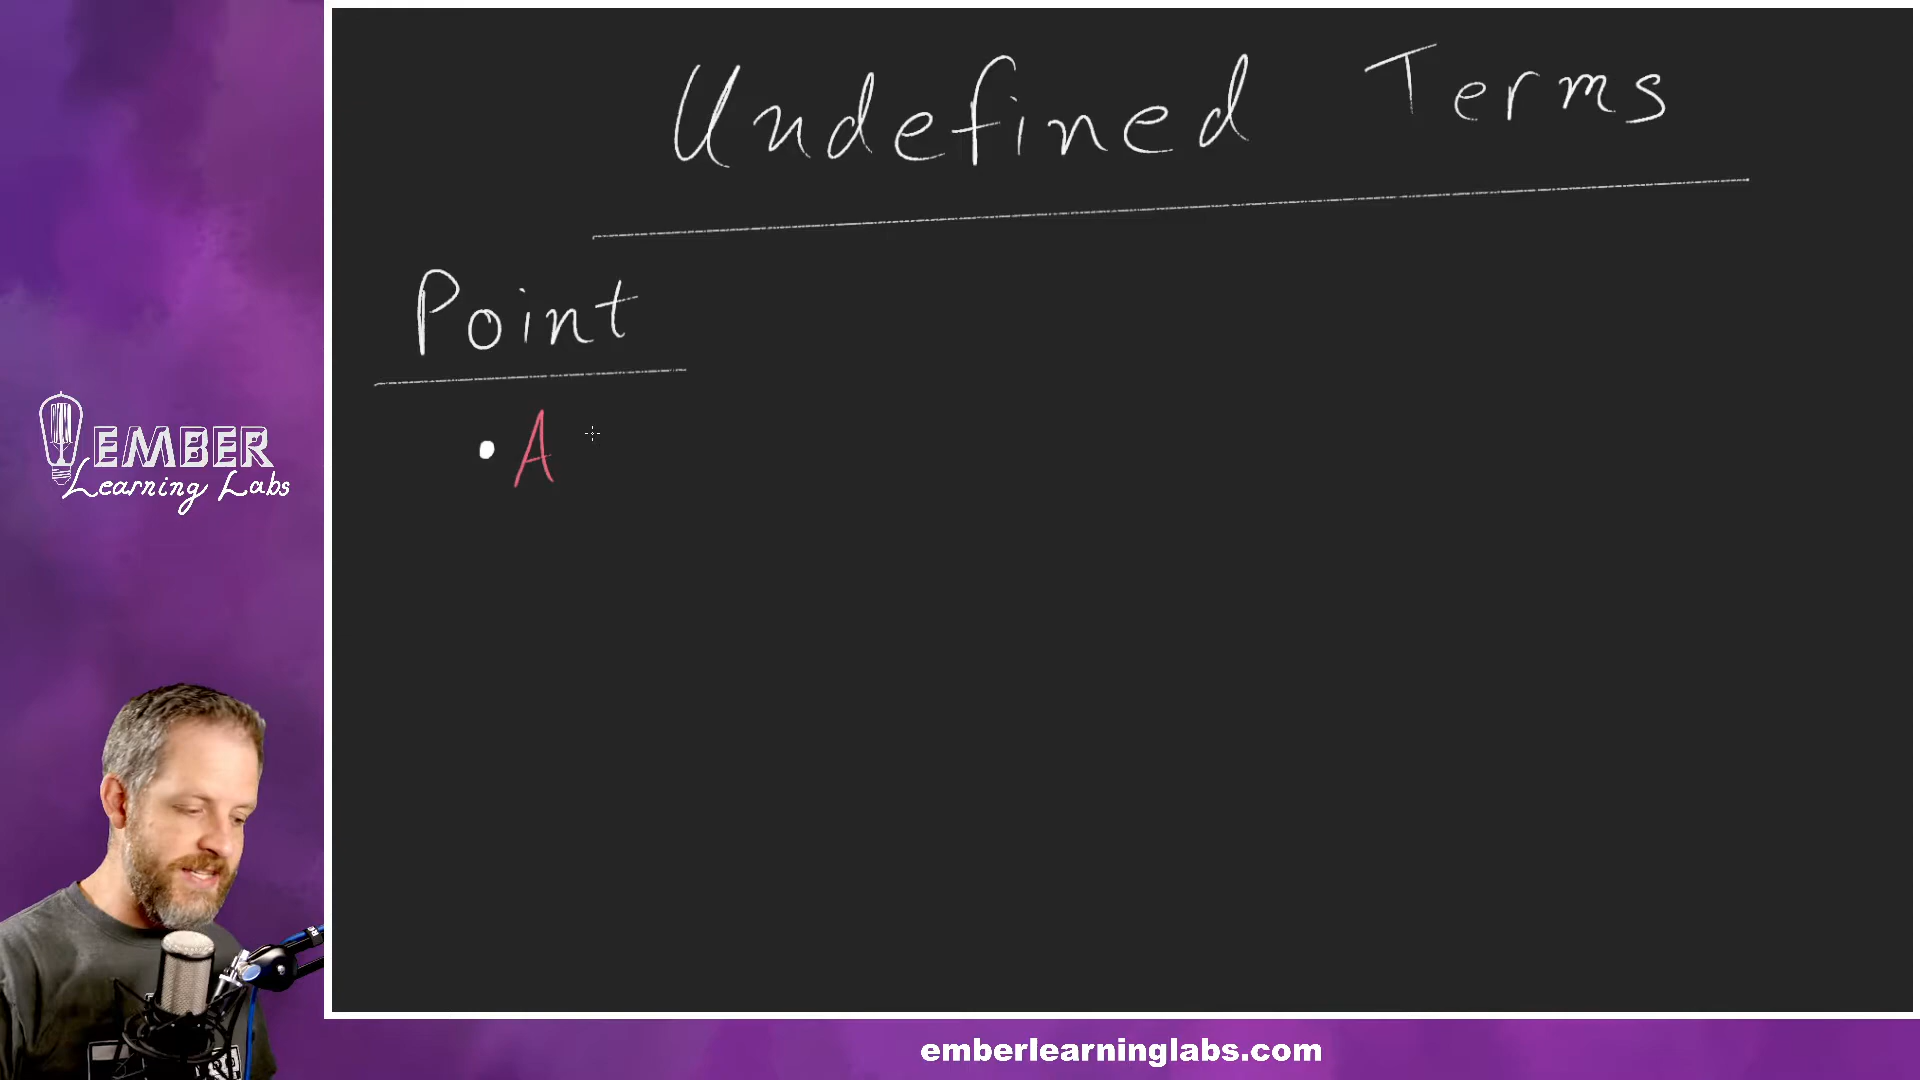 Undefined Terms
Point
A
EMBER
Learning Labs
emberlearninglabs.com